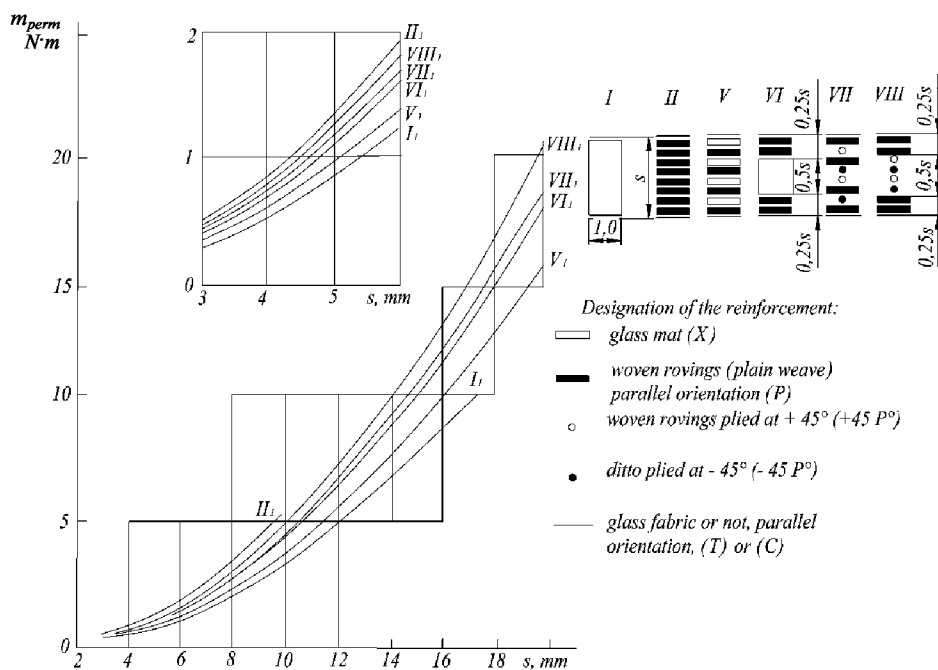 m_perm
N·m
20
15
10
5
0
2
4
6
8
10
12
14
16
18
s, mm
II₁
I₁
VIII₁
VII₁
VI₁
V₁
2
1
0
3
4
5
s, mm
II₁
VIII₁
VII₁
VI₁
V₁
I₁
I II V VI VII VIII
0,25s
0,5s
0,25s
0,25s
0,5s
0,25s
s
1,0
Designation of the reinforcement:
glass mat (X)
woven rovings (plain weave)
parallel orientation (P)
woven rovings plied at + 45° (+45 P°)
ditto plied at - 45° (- 45 P°)
glass fabric or not, parallel
orientation, (T) or (C)